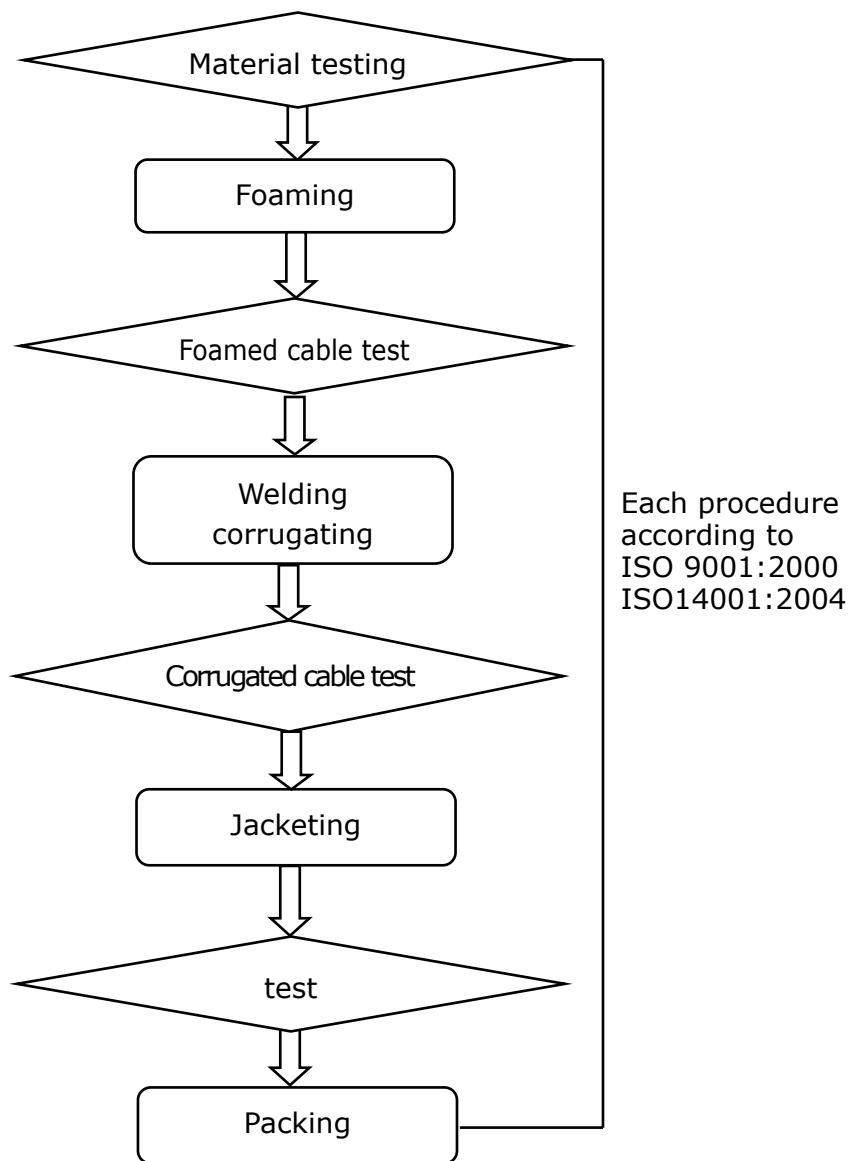 Material testing
Foaming
Foamed cable test
Welding
corrugating
Corrugated cable test
Jacketing
test
Packing
Each procedure
according to
ISO 9001:2000
ISO14001:2004